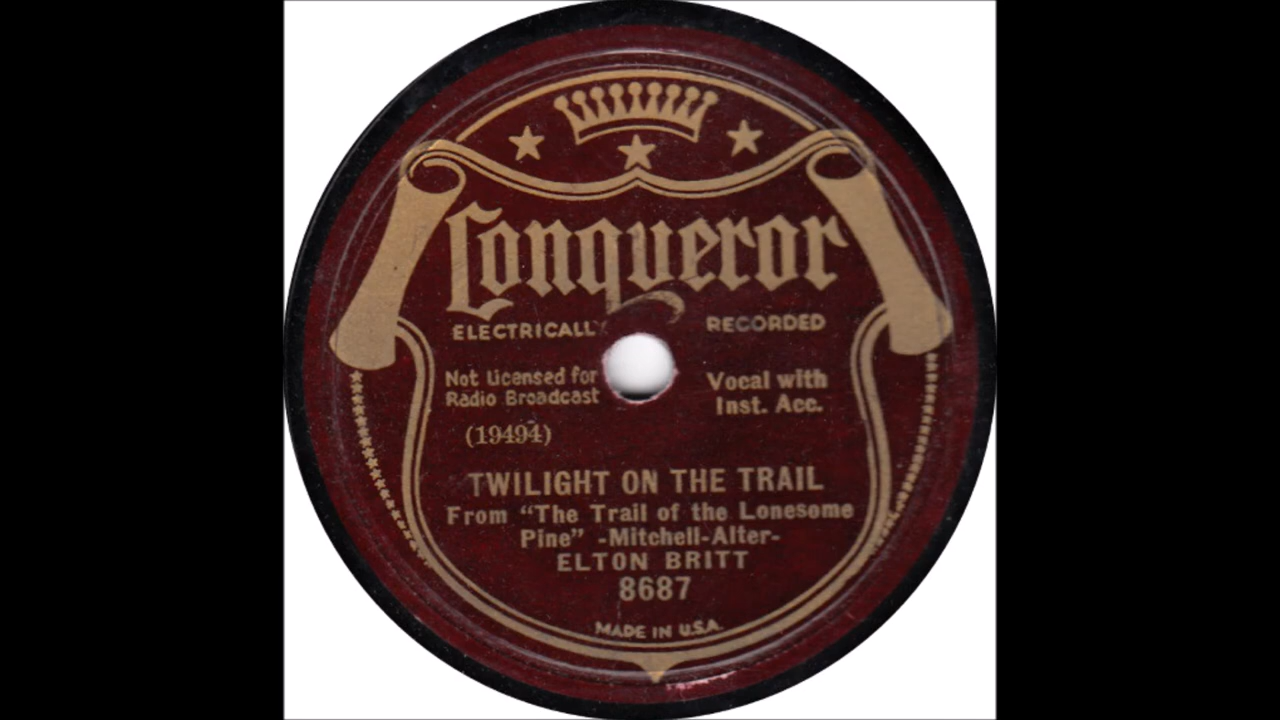 Conqueror
ELECTRICALLY RECORDED
Not Licensed for
Radio Broadcast
Vocal with
Inst. Acc.
(19494)
TWILIGHT ON THE TRAIL
From "The Trail of the Lonesome
Pine" -Mitchell-Alter-
ELTON BRITT
8687
MADE IN U.S.A.